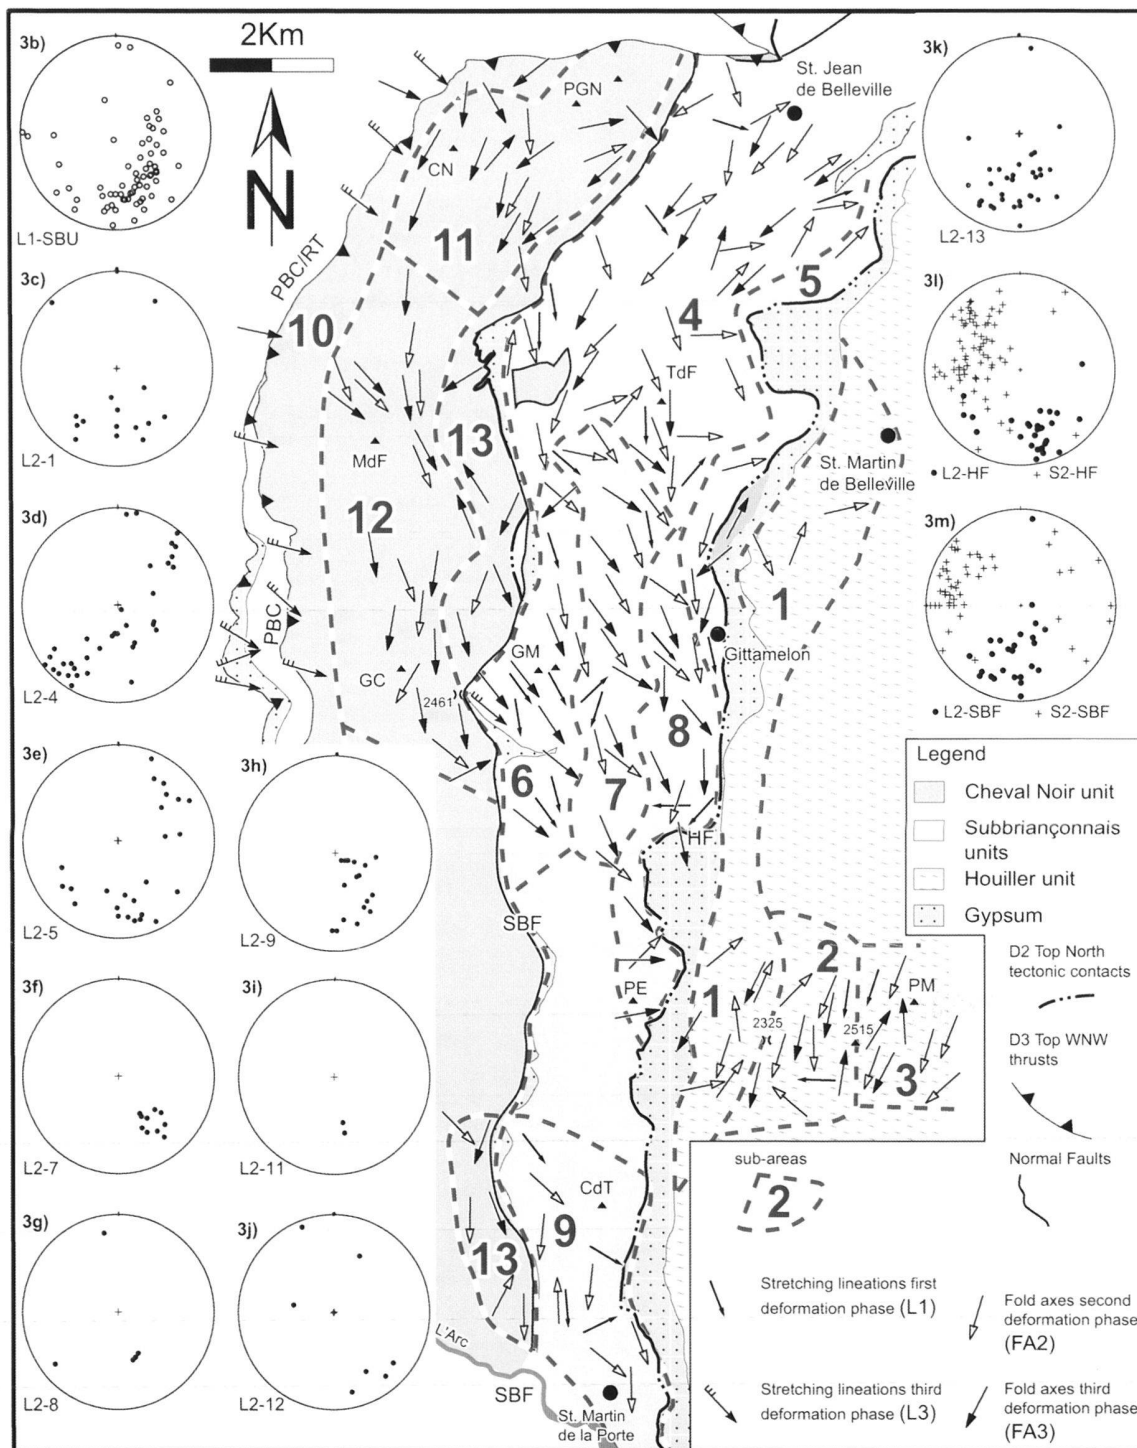 3b)
L1-SBU
3c)
L2-1
3d)
L2-4
3e)
L2-5
3f)
L2-7
3g)
L2-8
3h)
L2-9
3i)
L2-11
3j)
L2-12
2Km
N
PBC/RT
PGN
CN
11
10
MdF
13
12
PBC
GC
2461
GM
6
7
8
SBF
HF
PE
St. Jean
de Belleville
5
4
TdF
St. Martin
de Belleville
1
Gittamelon
1
2
PM
2325
2515
3
CdT
9
13
L'Arc
SBF
St. Martin
de la Porte
3k)
L2-13
3l)
• L2-HF + S2-HF
3m)
• L2-SBF + S2-SBF
Legend
Cheval Noir unit
Subbriançonnais
units
Houiller unit
Gypsum
D2 Top North
tectonic contacts
D3 Top WNW
thrusts
Normal Faults
sub-areas
2
Stretching lineations first
deformation phase (L1)
Fold axes second
deformation phase
(FA2)
Stretching lineations third
deformation phase (L3)
Fold axes third
deformation phase
(FA3)